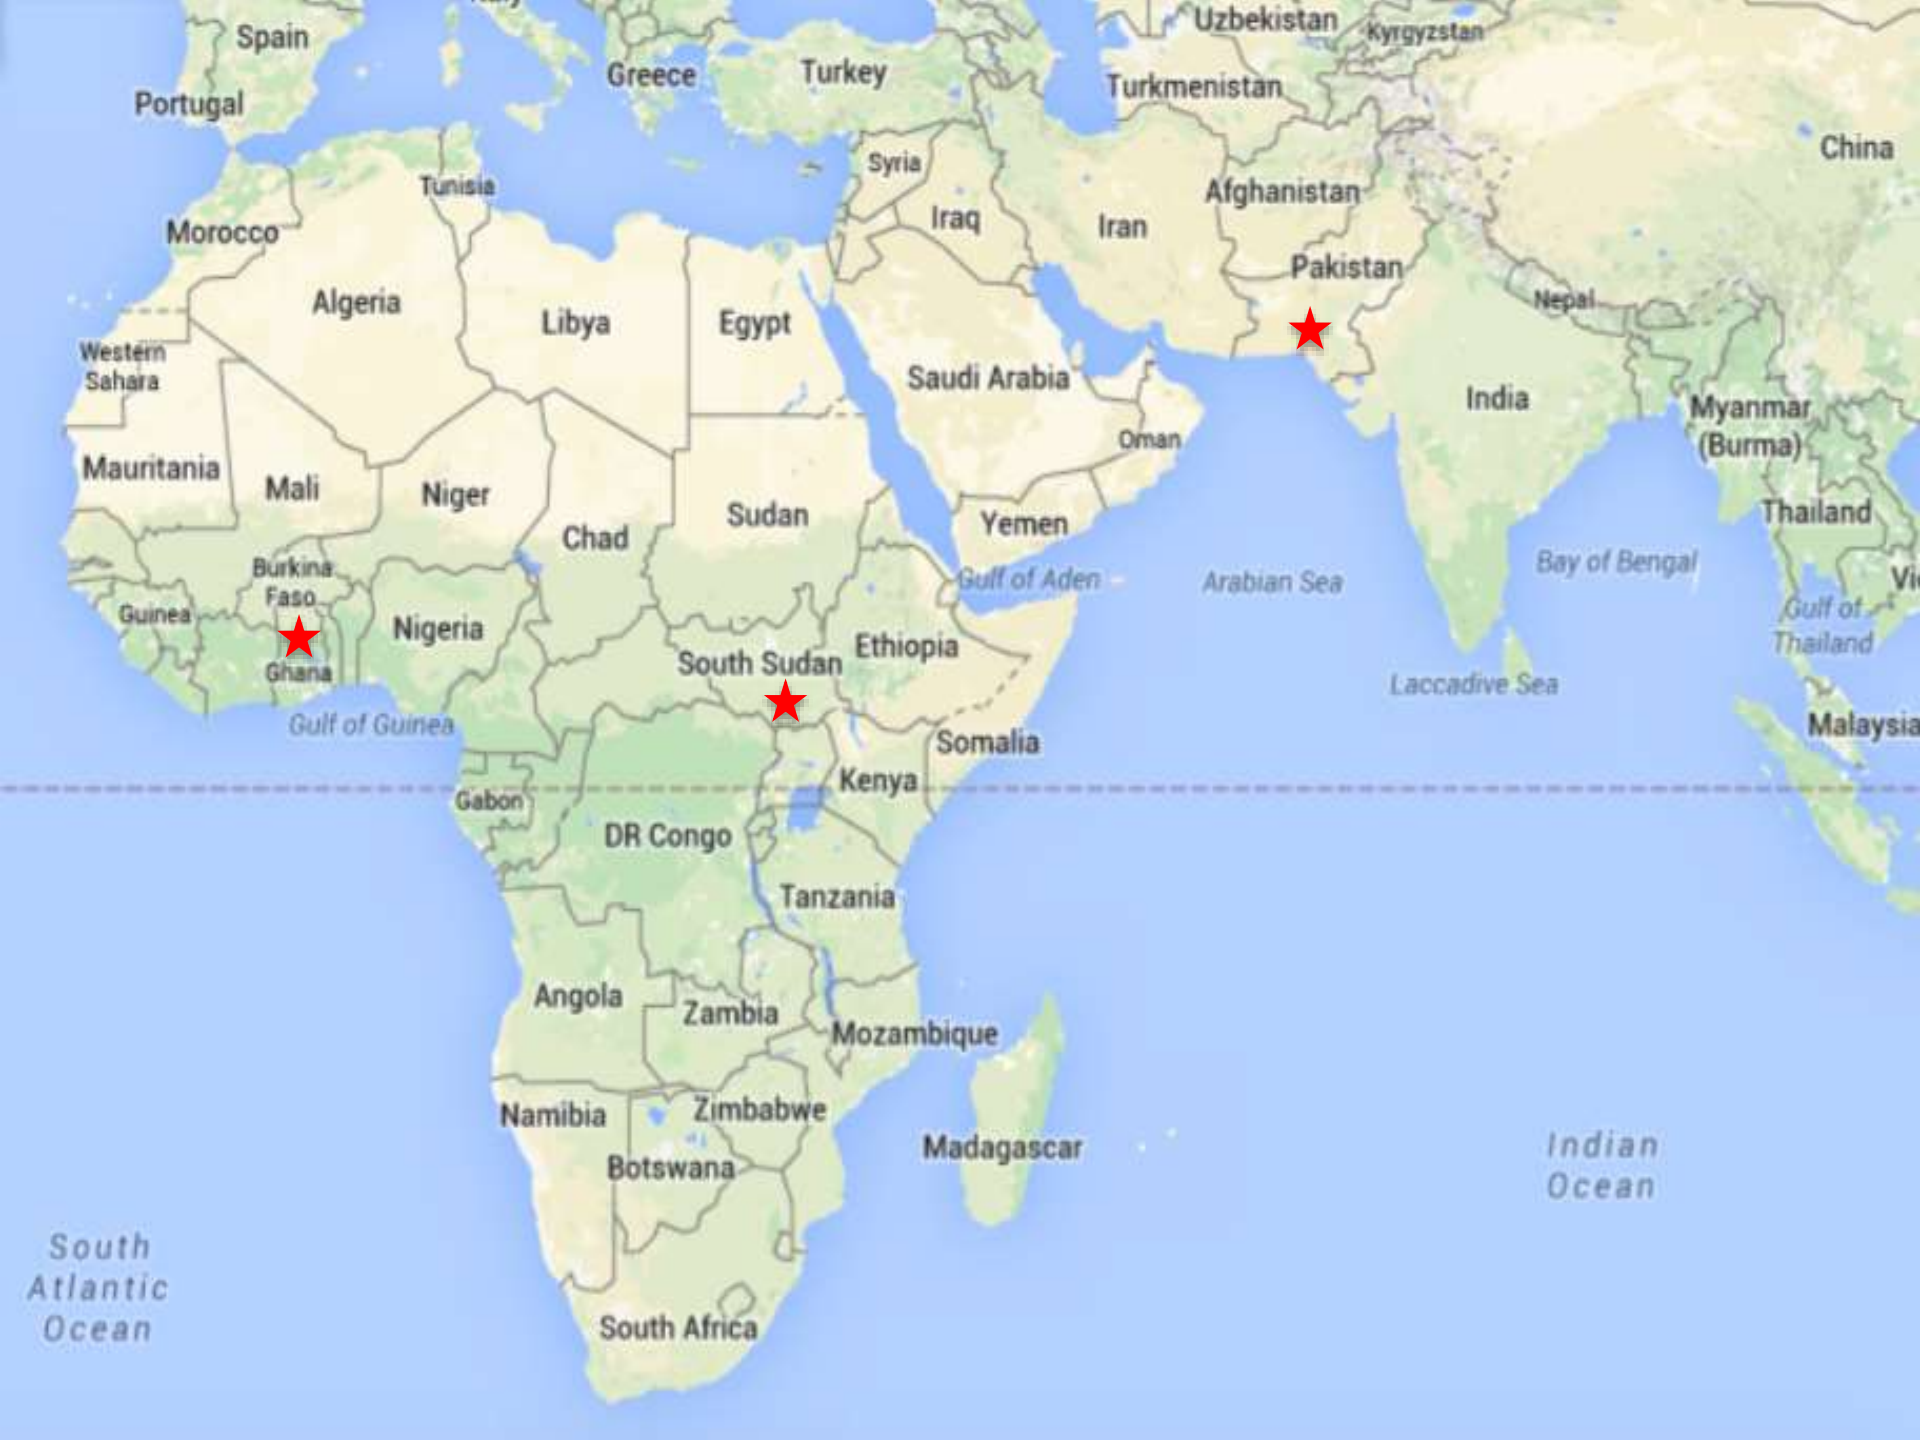 Uzbekistan
Kyrgyzstan
Spain
Greece
Turkey
Turkmenistan
Portugal
China
Syria
Tunisia
Afghanistan
Morocco
Iraq
Iran
Pakistan
Algeria
Libya
Egypt
Nepal
Western
Sahara
Saudi Arabia
India
Myanmar
(Burma)
Oman
Mauritania
Mali
Niger
Sudan
Chad
Yemen
Thailand
Burkina
Faso
Gulf of Aden
Arabian Sea
Bay of Bengal
Guinea
Nigeria
Ethiopia
Gulf of
Thailand
Ghana
South Sudan
Laccadive Sea
Gulf of Guinea
Somalia
Malaysia
Kenya
Gabon
DR Congo
Tanzania
Angola
Zambia
Mozambique
Namibia
Zimbabwe
Botswana
Madagascar
Indian
Ocean
South
Atlantic
Ocean
South Africa